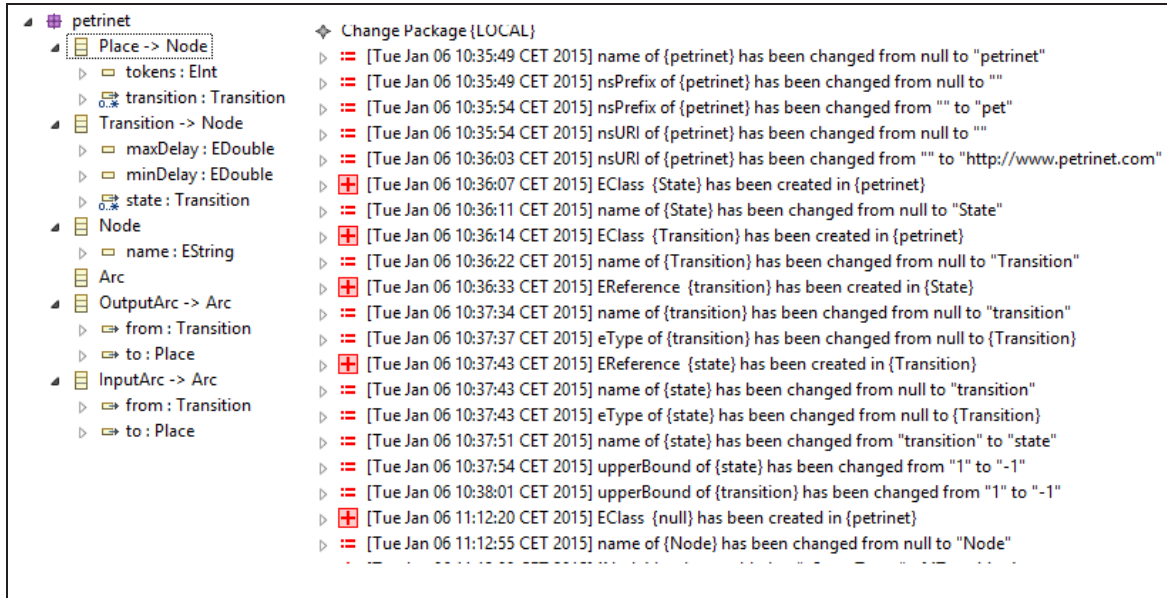 petrinet
Place -> Node
tokens : EInt
0..* transition : Transition
Transition -> Node
maxDelay : EDouble
minDelay : EDouble
0..* state : Transition
Node
name : EString
Arc
OutputArc -> Arc
from : Transition
to : Place
InputArc -> Arc
from : Transition
to : Place
Change Package {LOCAL}
[Tue Jan 06 10:35:49 CET 2015] name of {petrinet} has been changed from null to "petrinet"
[Tue Jan 06 10:35:49 CET 2015] nsPrefix of {petrinet} has been changed from null to ""
[Tue Jan 06 10:35:54 CET 2015] nsPrefix of {petrinet} has been changed from "" to "pet"
[Tue Jan 06 10:35:54 CET 2015] nsURI of {petrinet} has been changed from null to ""
[Tue Jan 06 10:36:03 CET 2015] nsURI of {petrinet} has been changed from "" to "http://www.petrinet.com"
[Tue Jan 06 10:36:07 CET 2015] EClass {State} has been created in {petrinet}
[Tue Jan 06 10:36:11 CET 2015] name of {State} has been changed from null to "State"
[Tue Jan 06 10:36:14 CET 2015] EClass {Transition} has been created in {petrinet}
[Tue Jan 06 10:36:22 CET 2015] name of {Transition} has been changed from null to "Transition"
[Tue Jan 06 10:36:33 CET 2015] EReference {transition} has been created in {State}
[Tue Jan 06 10:37:34 CET 2015] name of {transition} has been changed from null to "transition"
[Tue Jan 06 10:37:37 CET 2015] eType of {transition} has been changed from null to {Transition}
[Tue Jan 06 10:37:43 CET 2015] EReference {state} has been created in {Transition}
[Tue Jan 06 10:37:43 CET 2015] name of {state} has been changed from null to "transition"
[Tue Jan 06 10:37:43 CET 2015] eType of {state} has been changed from null to {Transition}
[Tue Jan 06 10:37:51 CET 2015] name of {state} has been changed from "transition" to "state"
[Tue Jan 06 10:37:54 CET 2015] upperBound of {state} has been changed from "1" to "-1"
[Tue Jan 06 10:38:01 CET 2015] upperBound of {transition} has been changed from "1" to "-1"
[Tue Jan 06 11:12:20 CET 2015] EClass {null} has been created in {petrinet}
[Tue Jan 06 11:12:55 CET 2015] name of {Node} has been changed from null to "Node"